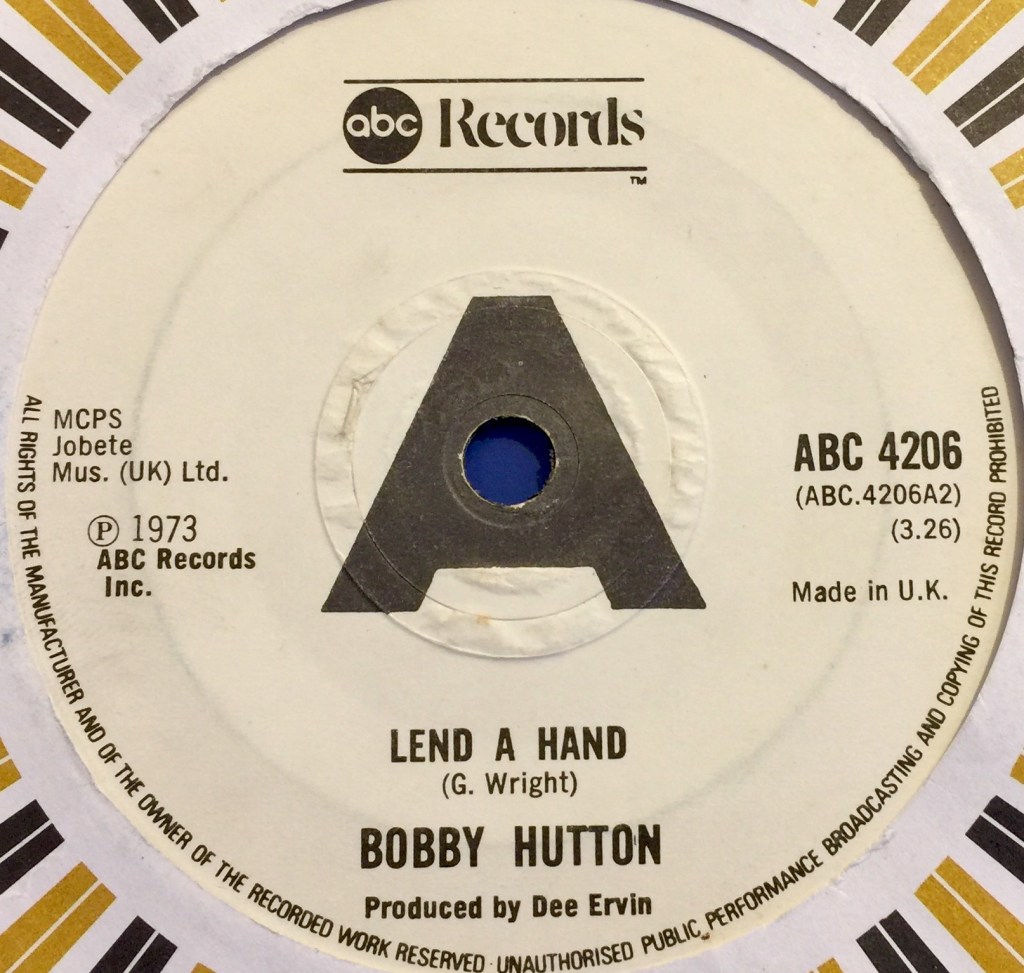 abc Records
TM
A
MCPS
Jobete
Mus. (UK) Ltd.
Ⓟ 1973
ABC Records
Inc.
ABC 4206
(ABC.4206A2)
(3.26)
Made in U.K.
LEND A HAND
(G. Wright)
BOBBY HUTTON
Produced by Dee Ervin
ALL RIGHTS OF THE MANUFACTURER AND OF THE OWNER OF THE RECORDED WORK RESERVED · UNAUTHORISED PUBLIC PERFORMANCE BROADCASTING AND COPYING OF THIS RECORD PROHIBITED